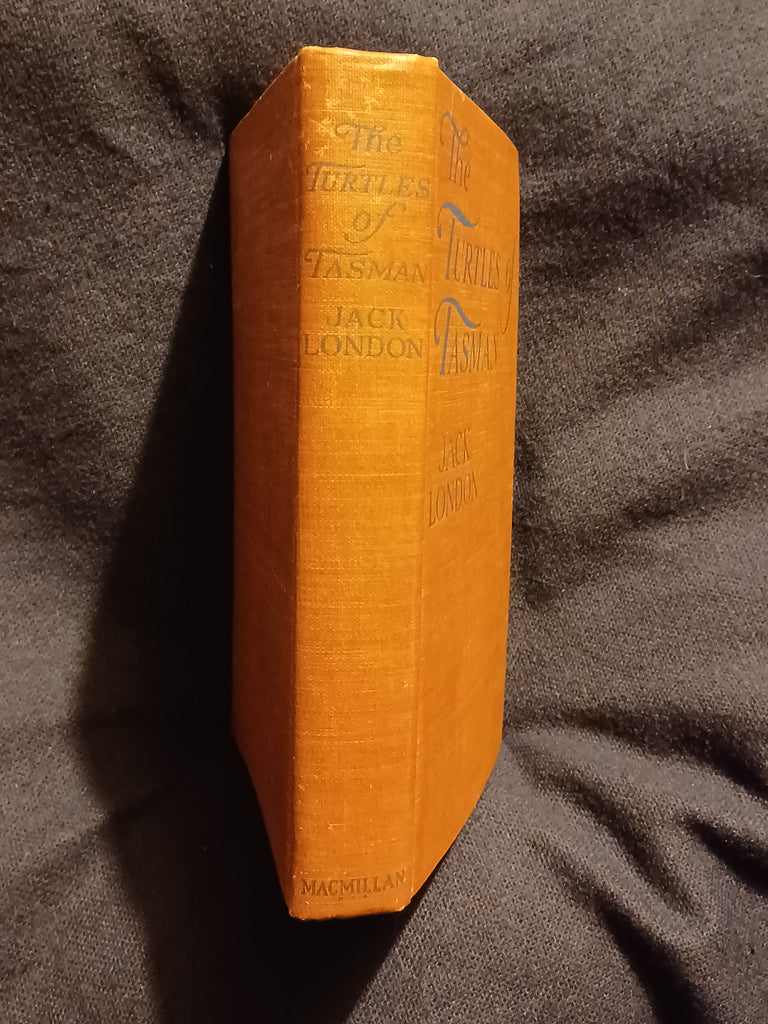 The
TURTLES
of
TASMAN
JACK
LONDON
MACMILLAN
The
TURTLES of
TASMAN
JACK
LONDON